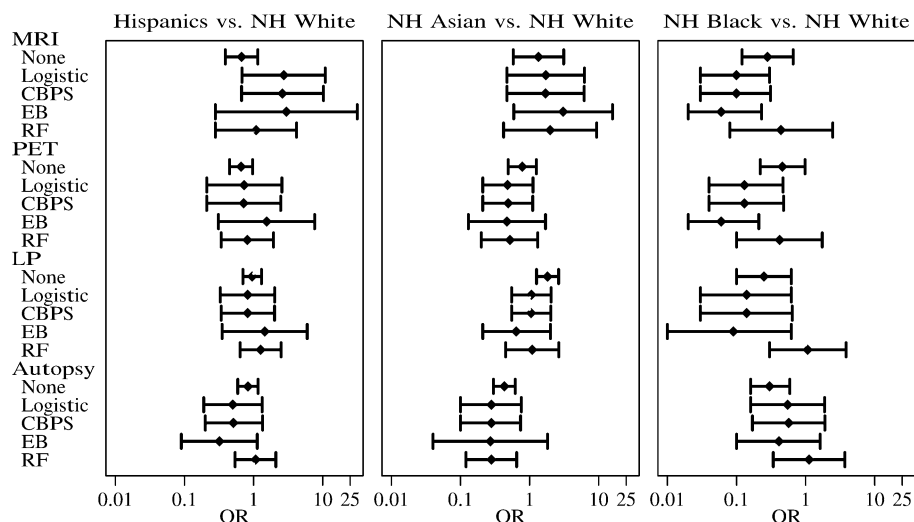 Hispanics vs. NH White NH Asian vs. NH White NH Black vs. NH White
MRI
None
Logistic
CBPS
EB
RF
PET
None
Logistic
CBPS
EB
RF
LP
None
Logistic
CBPS
EB
RF
Autopsy
None
Logistic
CBPS
EB
RF
0.01 0.1 1 10 25 0.01 0.1 1 10 25 0.01 0.1 1 10 25
OR OR OR